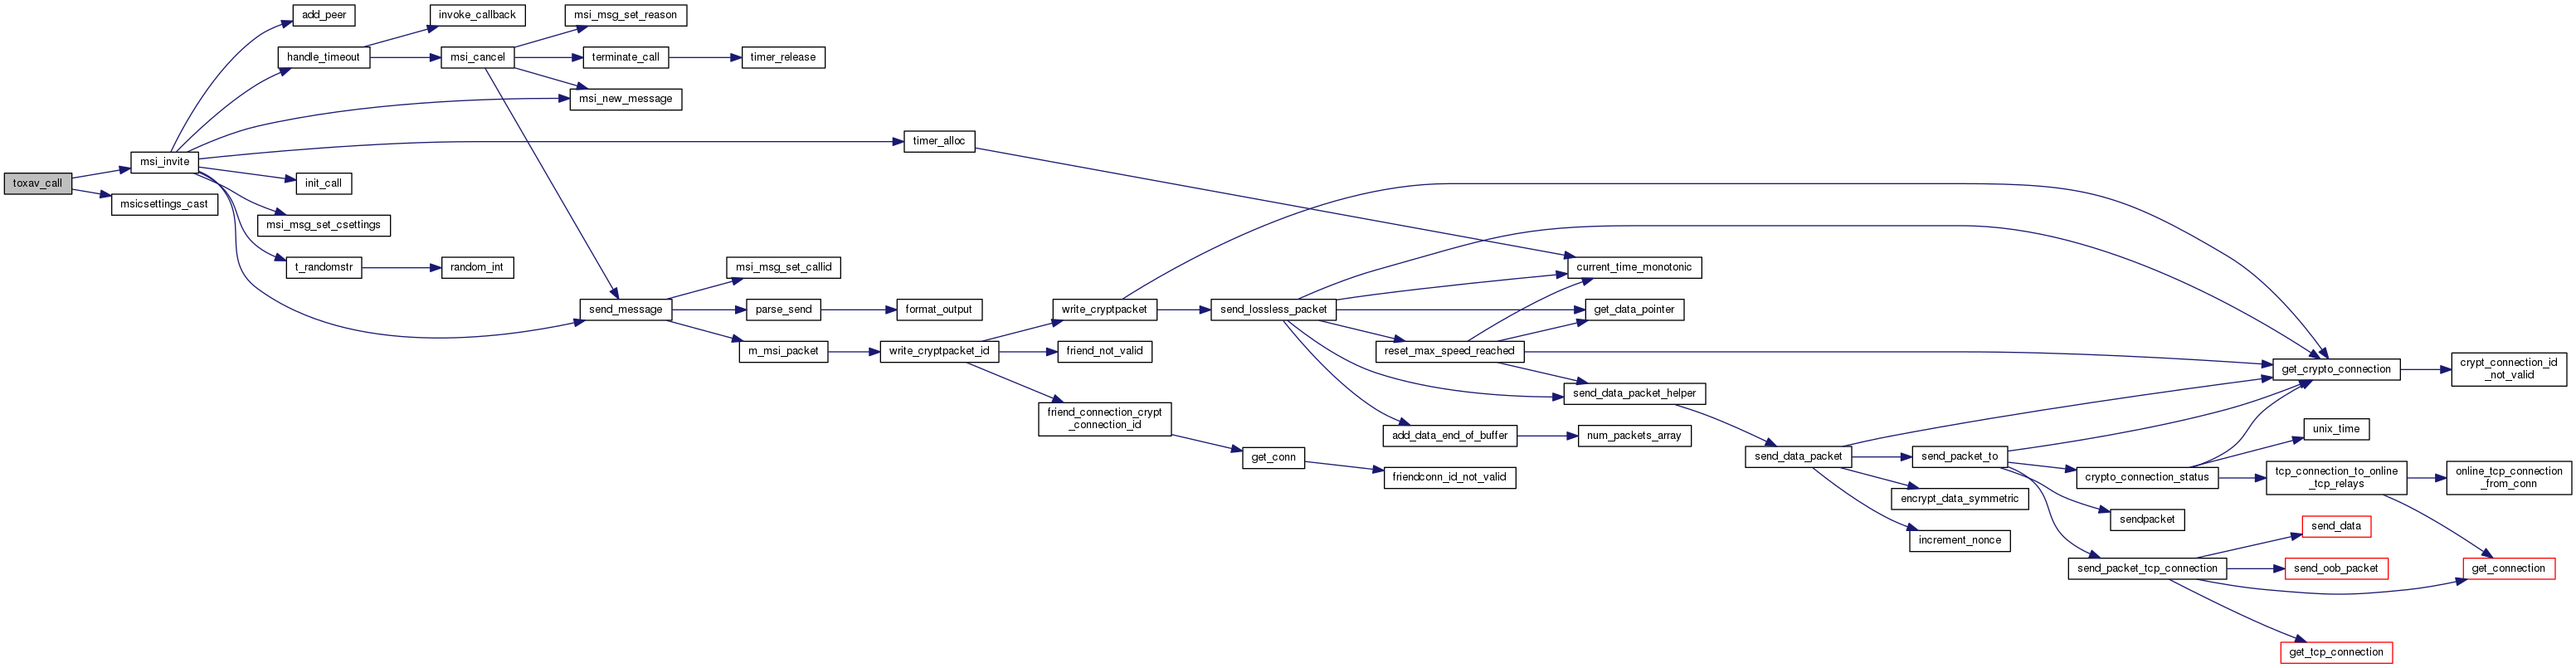 add_peer
invoke_callback
msi_msg_set_reason
handle_timeout
msi_cancel
terminate_call
timer_release
msi_new_message
timer_alloc
msi_invite
toxav_call
init_call
msicsettings_cast
msi_msg_set_csettings
t_randomstr
random_int
msi_msg_set_callid
current_time_monotonic
send_message
parse_send
format_output
write_cryptpacket
send_lossless_packet
get_data_pointer
m_msi_packet
write_cryptpacket_id
friend_not_valid
reset_max_speed_reached
get_crypto_connection
crypt_connection_id
_not_valid
send_data_packet_helper
friend_connection_crypt
_connection_id
add_data_end_of_buffer
num_packets_array
unix_time
get_conn
send_data_packet
send_packet_to
friendconn_id_not_valid
crypto_connection_status
tcp_connection_to_online
_tcp_relays
online_tcp_connection
_from_conn
encrypt_data_symmetric
sendpacket
send_data
increment_nonce
send_packet_tcp_connection
send_oob_packet
get_connection
get_tcp_connection